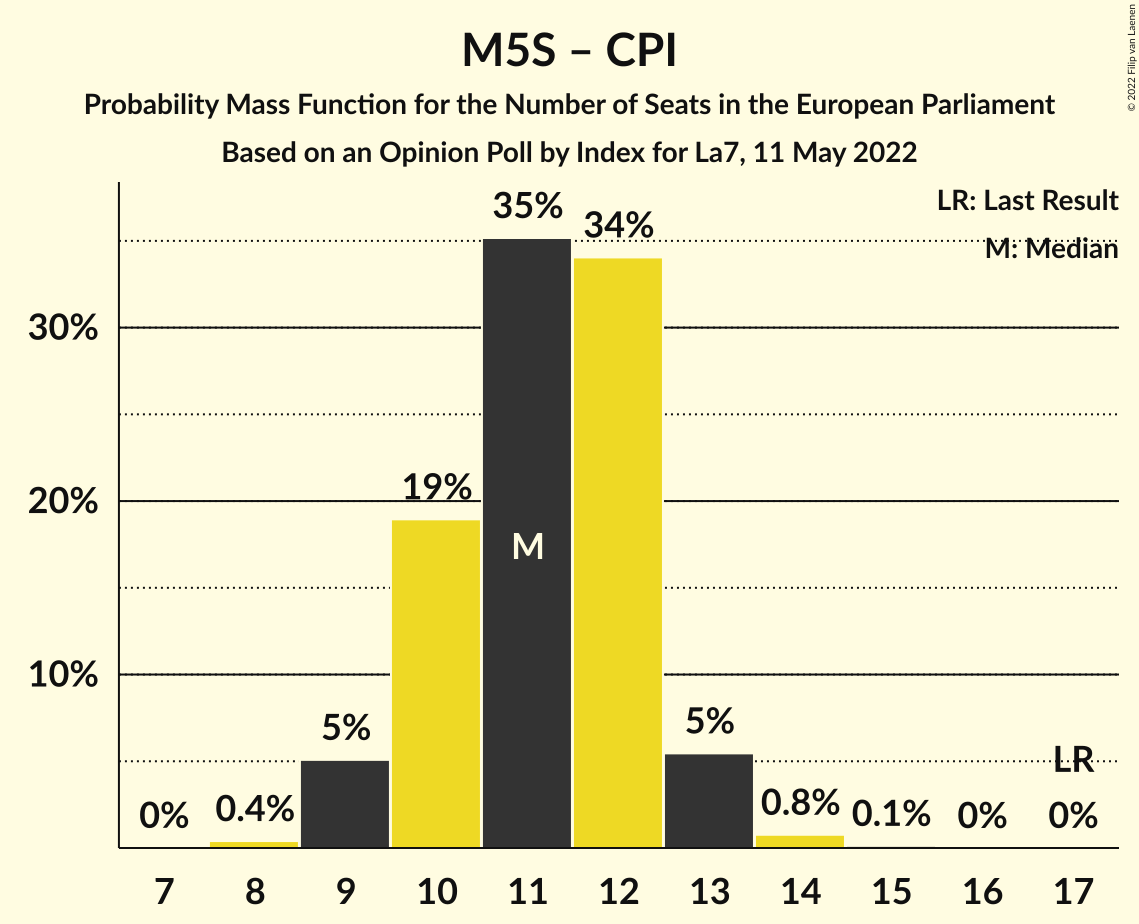 M5S – CPI
Probability Mass Function for the Number of Seats in the European Parliament
Based on an Opinion Poll by Index for La7, 11 May 2022
© 2022 Filip van Laenen
LR: Last Result
M: Median
35%
34%
30%
19%
20%
M
10%
5%
5%
LR
0%
0.4%
0.8%
0.1%
0%
0%
7 8 9 10 11 12 13 14 15 16 17